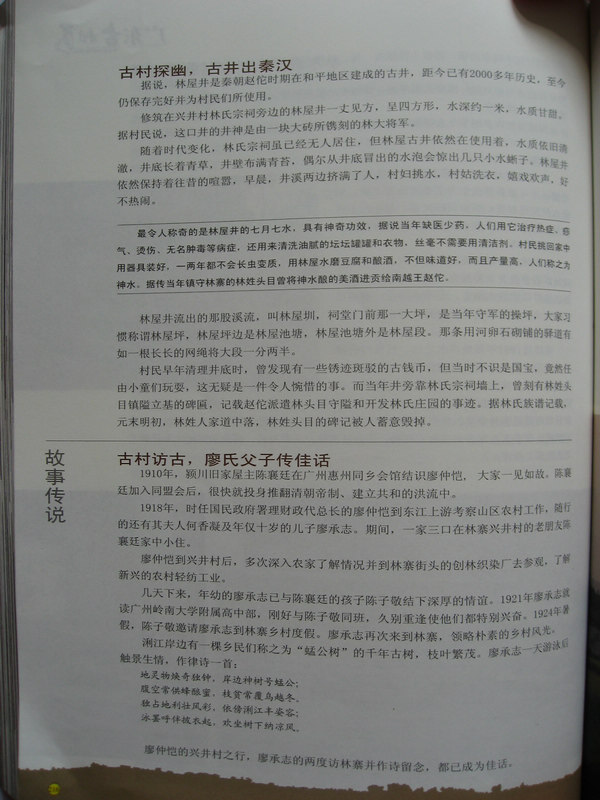 古村探幽，古井出秦汉
据说，林屋井是秦朝赵佗时期在和平地区建成的古井，距今已有2000多年历史，至今
仍保存完好并为村民们所使用。
修筑在兴井村林氏宗祠旁边的林屋井一丈见方，呈四方形，水深约一米，水质甘甜。
据村民说，这口井的井神是由一块大砖所镌刻的林大将军。
随着时代变化，林氏宗祠虽已经无人居住，但林屋古井依然在使用着，水质依旧清
澈，井底长着青草，井壁布满青苔，偶尔从井底冒出的水泡会惊出几只小水蜥子。林屋井
依然保持着往昔的喧嚣，早晨，井溪两边挤满了人，村妇挑水，村姑洗衣，嬉戏欢声，好
不热闹。
最令人称奇的是林屋井的七月七水，具有神奇功效，据说当年缺医少药，人们用它治疗热症、瘀
气、烫伤、无名肿毒等病症，还用来清洗油腻的坛坛罐罐和衣物，丝毫不需要用清洁剂。村民挑回家中
用器具装好，一两年都不会长虫变质，用林屋水磨豆腐和酿酒，不但味道好，而且产量高，人们称之为
神水。据传当年镇守林寨的林姓头目曾将神水酿的美酒进贡给南越王赵佗。
林屋井流出的那股溪流，叫林屋圳，祠堂门前那一大坪，是当年守军的操坪，大家习
惯称谓林屋坪，林屋坪边是林屋池塘，林屋池塘外是林屋段。那条用河卵石砌铺的驿道有
如一根长长的网绳将大段一分两半。
村民早年清理井底时，曾发现有一些锈迹斑驳的古钱币，但当时不识是国宝，竟然任
由小童们玩耍，这无疑是一件令人惋惜的事。而当年井旁靠林氏宗祠墙上，曾刻有林姓头
目镇隘立基的碑匾，记载赵佗派遣林头目守隘和开发林氏庄园的事迹。据林氏族谱记载，
元末明初，林姓人家道中落，林姓头目的碑记被人蓄意毁掉。
故事传说
古村访古，廖氏父子传佳话
1910年，颍川旧家屋主陈襄廷在广州惠州同乡会馆结识廖仲恺，大家一见如故。陈襄
廷加入同盟会后，很快就投身推翻清朝帝制、建立共和的洪流中。
1918年，时任国民政府署理财政代总长的廖仲恺到东江上游考察山区农村工作，随行
的还有其夫人何香凝及年仅十岁的儿子廖承志。期间，一家三口在林寨兴井村的老朋友陈
襄廷家中小住。
廖仲恺到兴井村后，多次深入农家了解情况并到林寨街头的创林织染厂去参观，了解
新兴的农村轻纺工业。
几天下来，年幼的廖承志已与陈襄廷的孩子陈子敬结下深厚的情谊。1921年廖承志就
读广州岭南大学附属高中部，刚好与陈子敬同班，久别重逢使他们都特别兴奋。1924年暑
假，陈子敬邀请廖承志到林寨乡村度假。廖承志再次来到林寨，领略朴素的乡村风光。
浰江岸边有一棵乡民们称之为“蜢公树”的千年古树，枝叶繁茂。廖承志一天游泳后
触景生情，作律诗一首：
地灵物焕奇独钟，岸边神树号蜢公；
腹空常供蜂酿蜜，枝贫常覆鸟越冬。
独占地利壮风彩，依傍浰江丰姿容；
冰罢呼伴披衣起，欢坐树下纳凉风。
廖仲恺的兴井村之行，廖承志的两度访林寨并作诗留念，都已成为佳话。